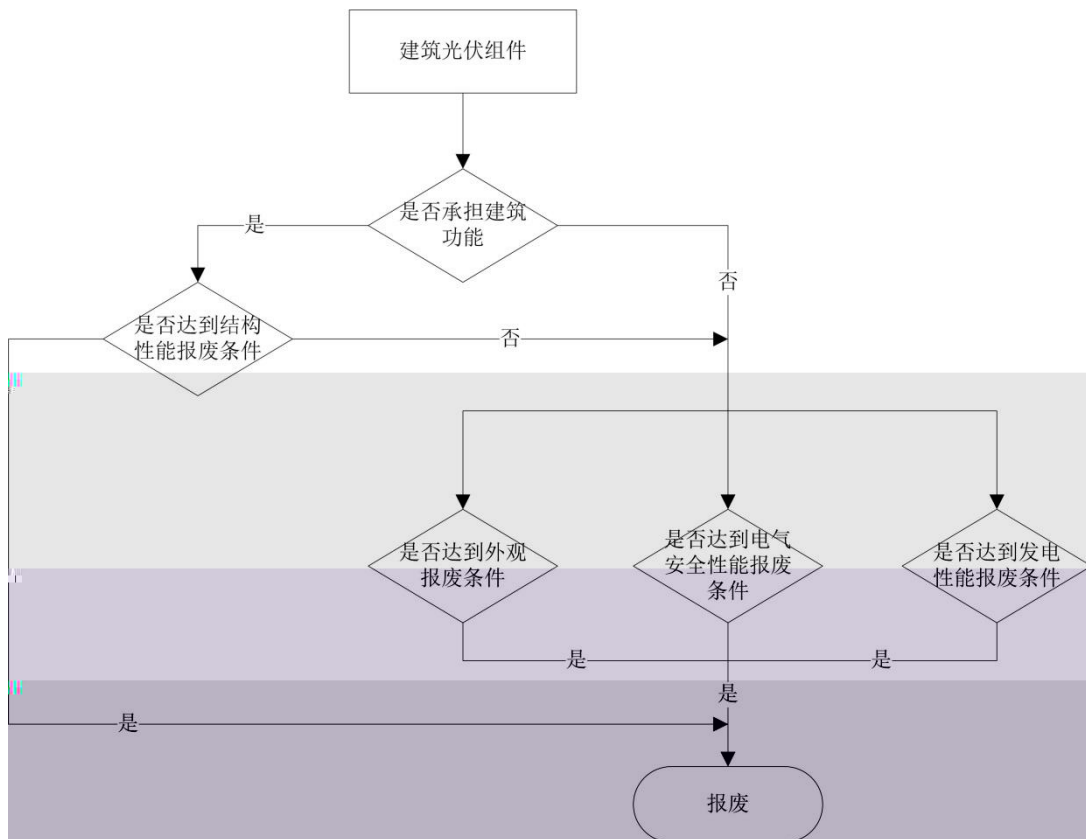 建筑光伏组件
是否承担建筑
功能
是
否
是否达到结构
性能报废条件
否
是否达到外观
报废条件
是否达到电气
安全性能报废
条件
是否达到发电
性能报废条件
是
是
是
是
报废